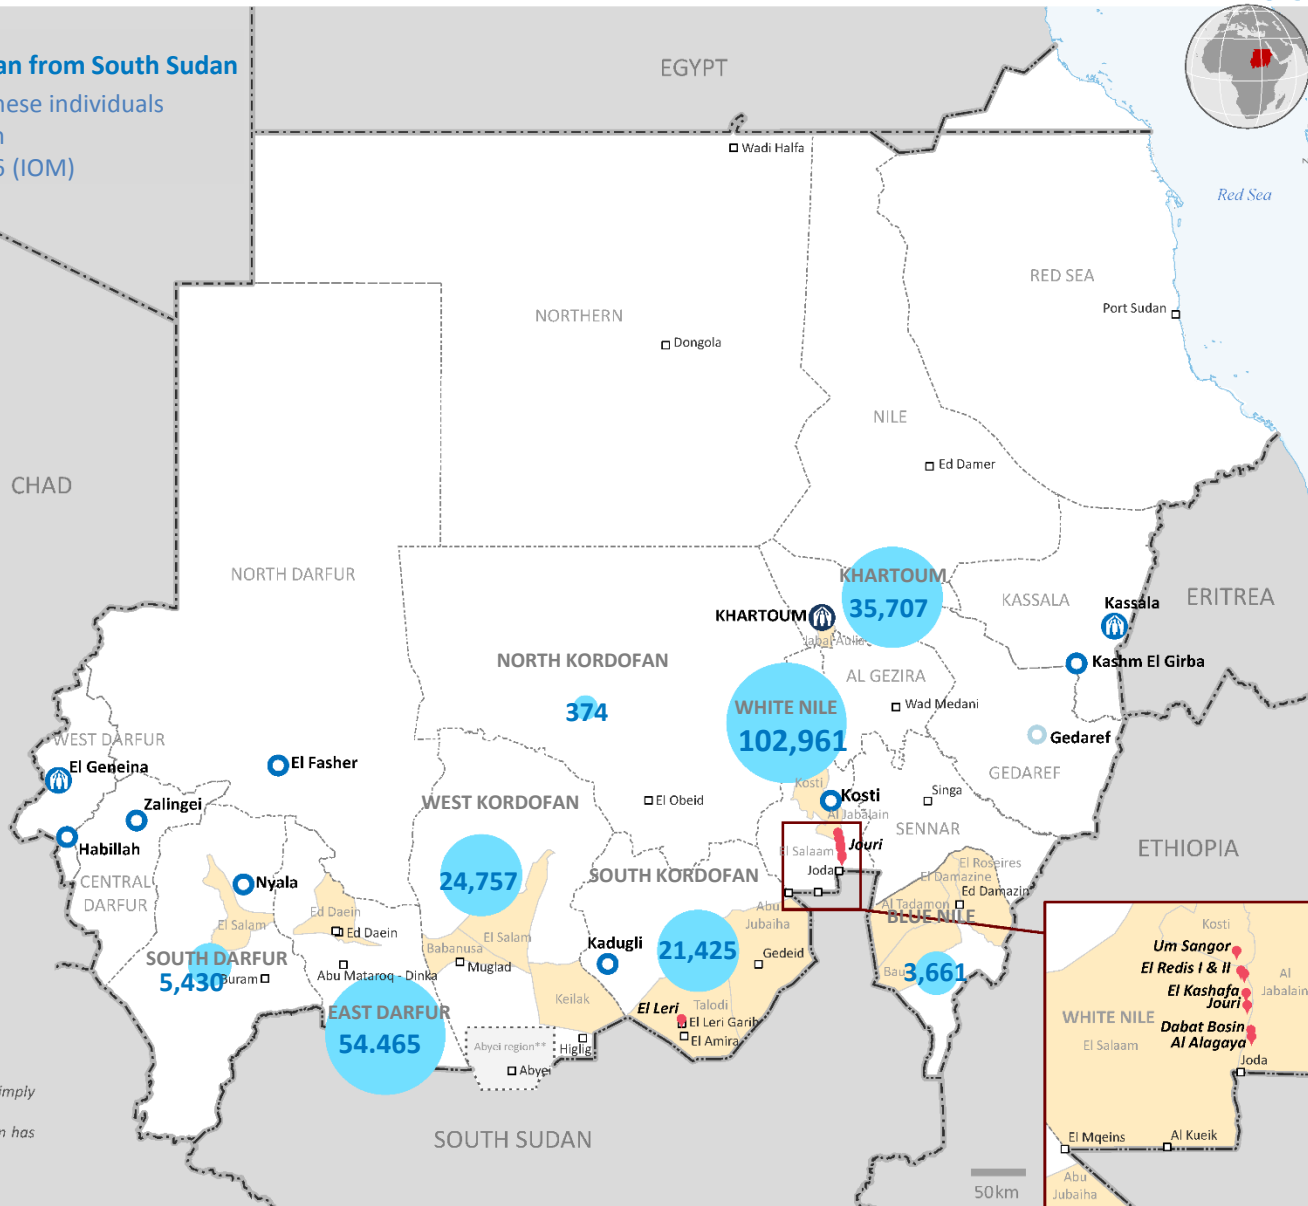 an from South Sudan
nese individuals
n
6 (IOM)
EGYPT
Wadi Halfa
Red Sea
RED SEA
Port Sudan
NORTHERN
Dongola
NILE
Ed Damer
CHAD
NORTH DARFUR
KHARTOUM
35,707
KHARTOUM
Jabal Aulia
KASSALA
Kassala
ERITREA
Kashm El Girba
NORTH KORDOFAN
374
AL GEZIRA
WHITE NILE
102,961
Wad Medani
Gedaref
GEDAREF
WEST DARFUR
El Geneina
El Fasher
Zalingei
Habillah
WEST KORDOFAN
El Obeid
Kosti
Kosti
Al Jabalain
Singa
SENNAR
ETHIOPIA
El Salaam
Jouri
Joda
CENTRAL
DARFUR
Nyala
24,757
SOUTH KORDOFAN
El Roseires
El Damazine
Ed Damazin
Al Tadamon
BLUE NILE
Bau
3,661
Ed Daein
Ed Daein
El Salam
SOUTH DARFUR
5,430
Buram
Abu Mataroq - Dinka
Babanusa
El Salam
Muglad
Kadugli
21,425
Abu
Jubaiha
Gedeid
Keilak
EAST DARFUR
54.465
El Leri
Talodi
El Leri Garib
El Amira
Abyei region**
Higlig
Abyei
SOUTH SUDAN
imply
n has
50km
Kosti
Um Sangor
El Redis I & II
Al
Jabalain
El Kashafa
Jouri
WHITE NILE
Dabat Bosin
El Salaam
Al Alagaya
Joda
El Mqeins
Al Kueik
Abu
Jubaiha